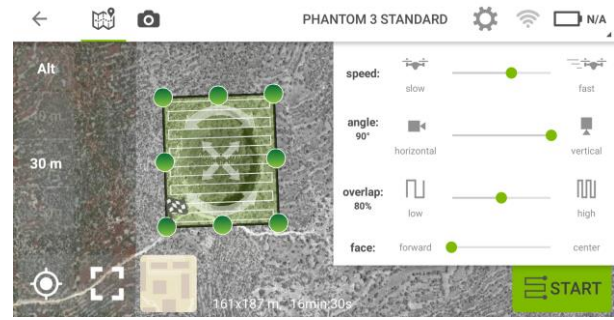 PHANTOM 3 STANDARD
N/A
Alt
30 m
speed:
slow
fast
angle:
90°
horizontal
vertical
overlap:
80%
low
high
face:
forward
center
161x187 m
16min:30s
START